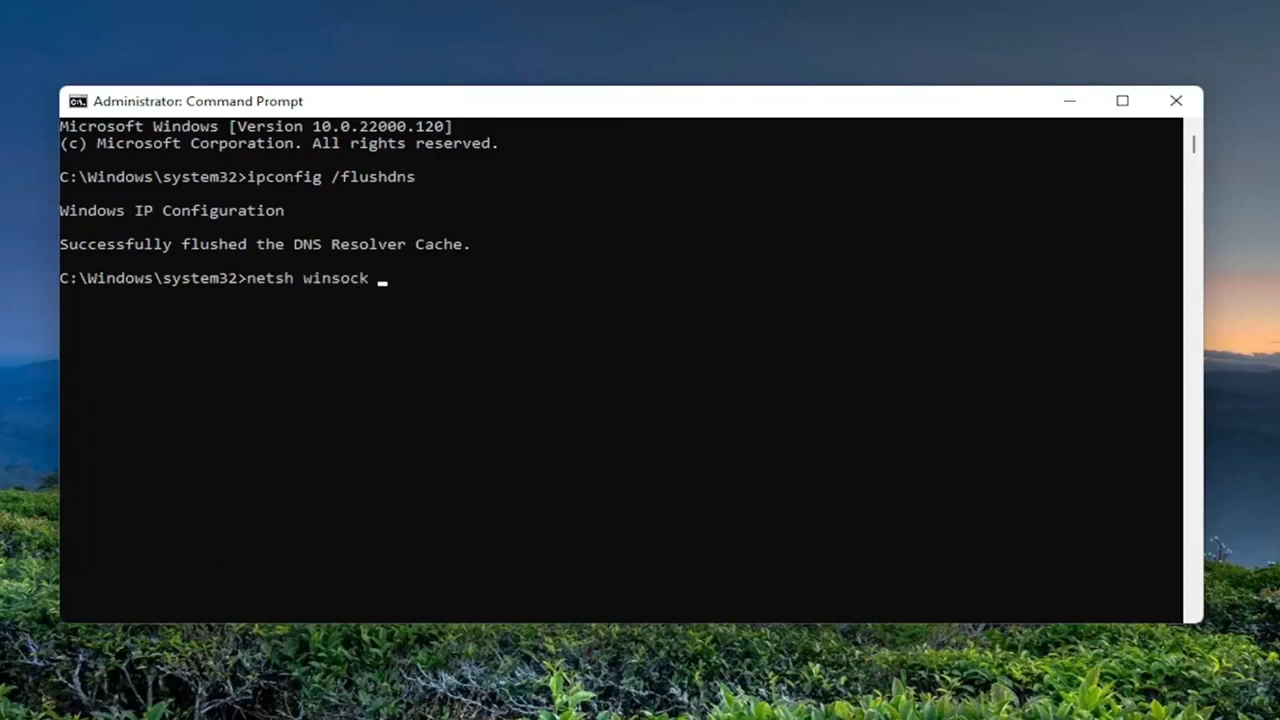 Administrator: Command Prompt
Microsoft Windows [Version 10.0.22000.120]
(c) Microsoft Corporation. All rights reserved.
C:\Windows\system32>ipconfig /flushdns
Windows IP Configuration
Successfully flushed the DNS Resolver Cache.
C:\Windows\system32>netsh winsock